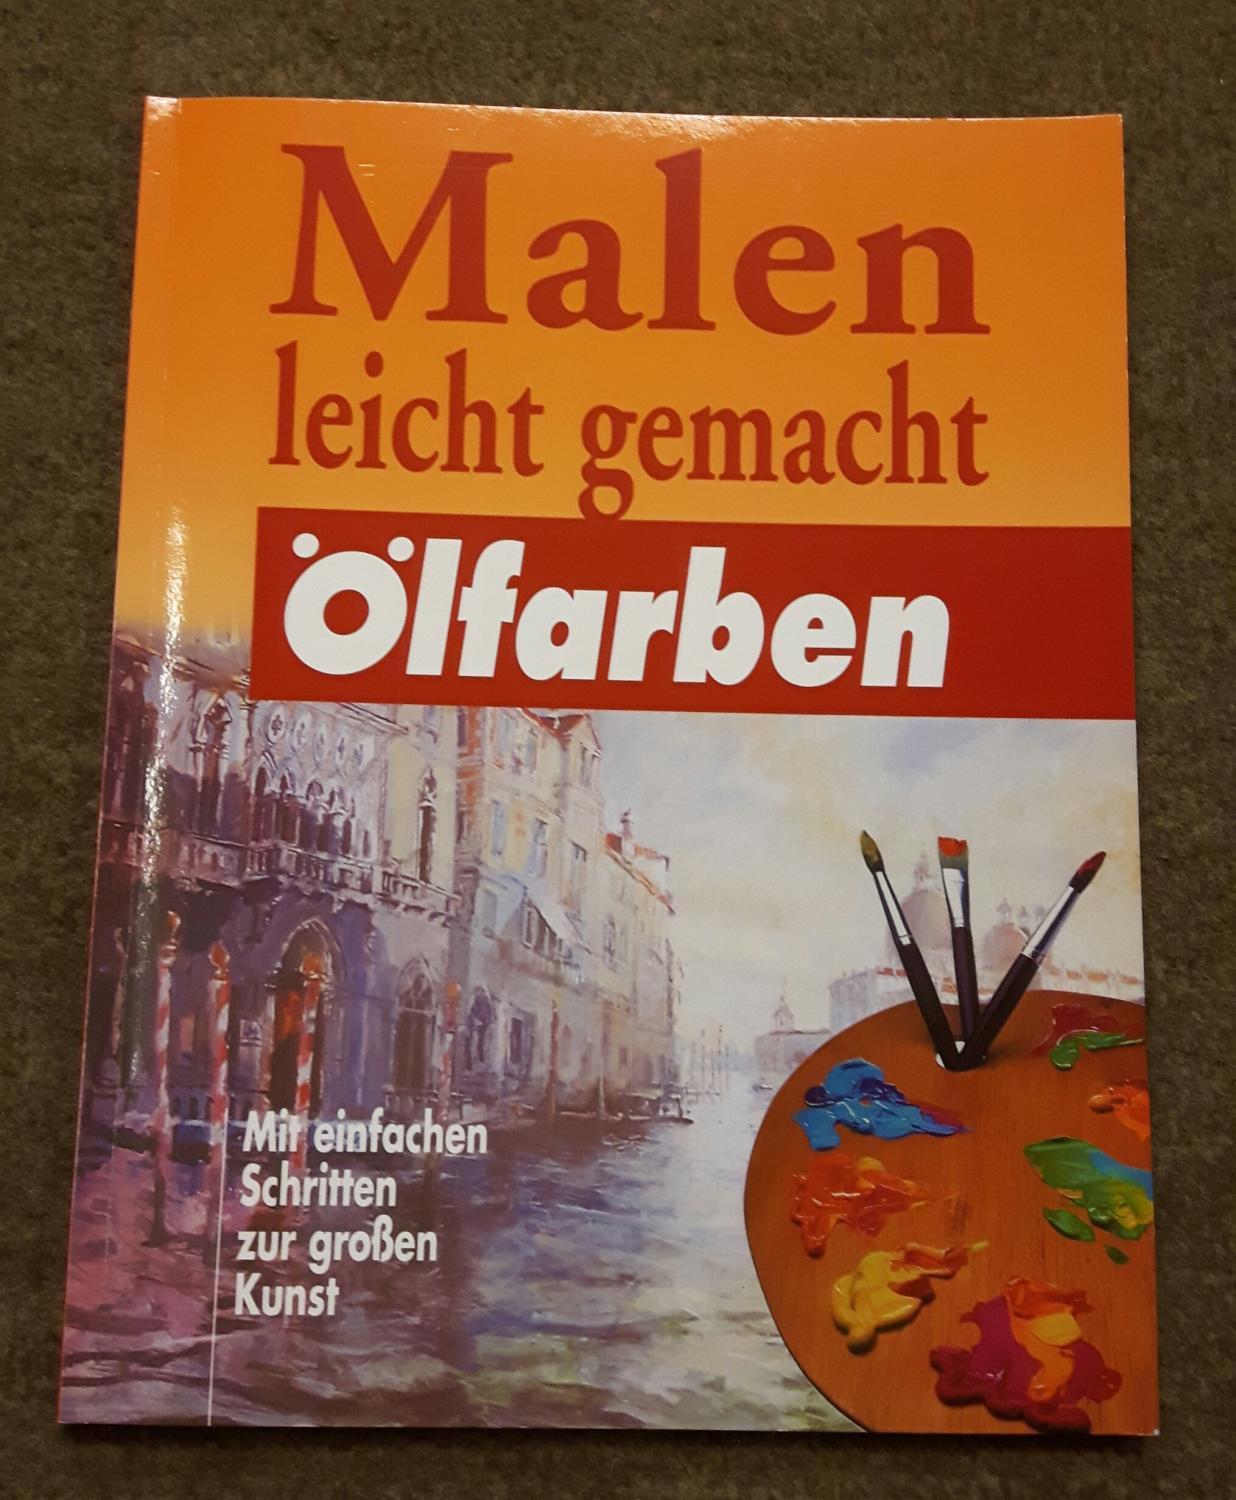 Malen
leicht gemacht
Ölfarben
Mit einfachen
Schritten
zur großen
Kunst